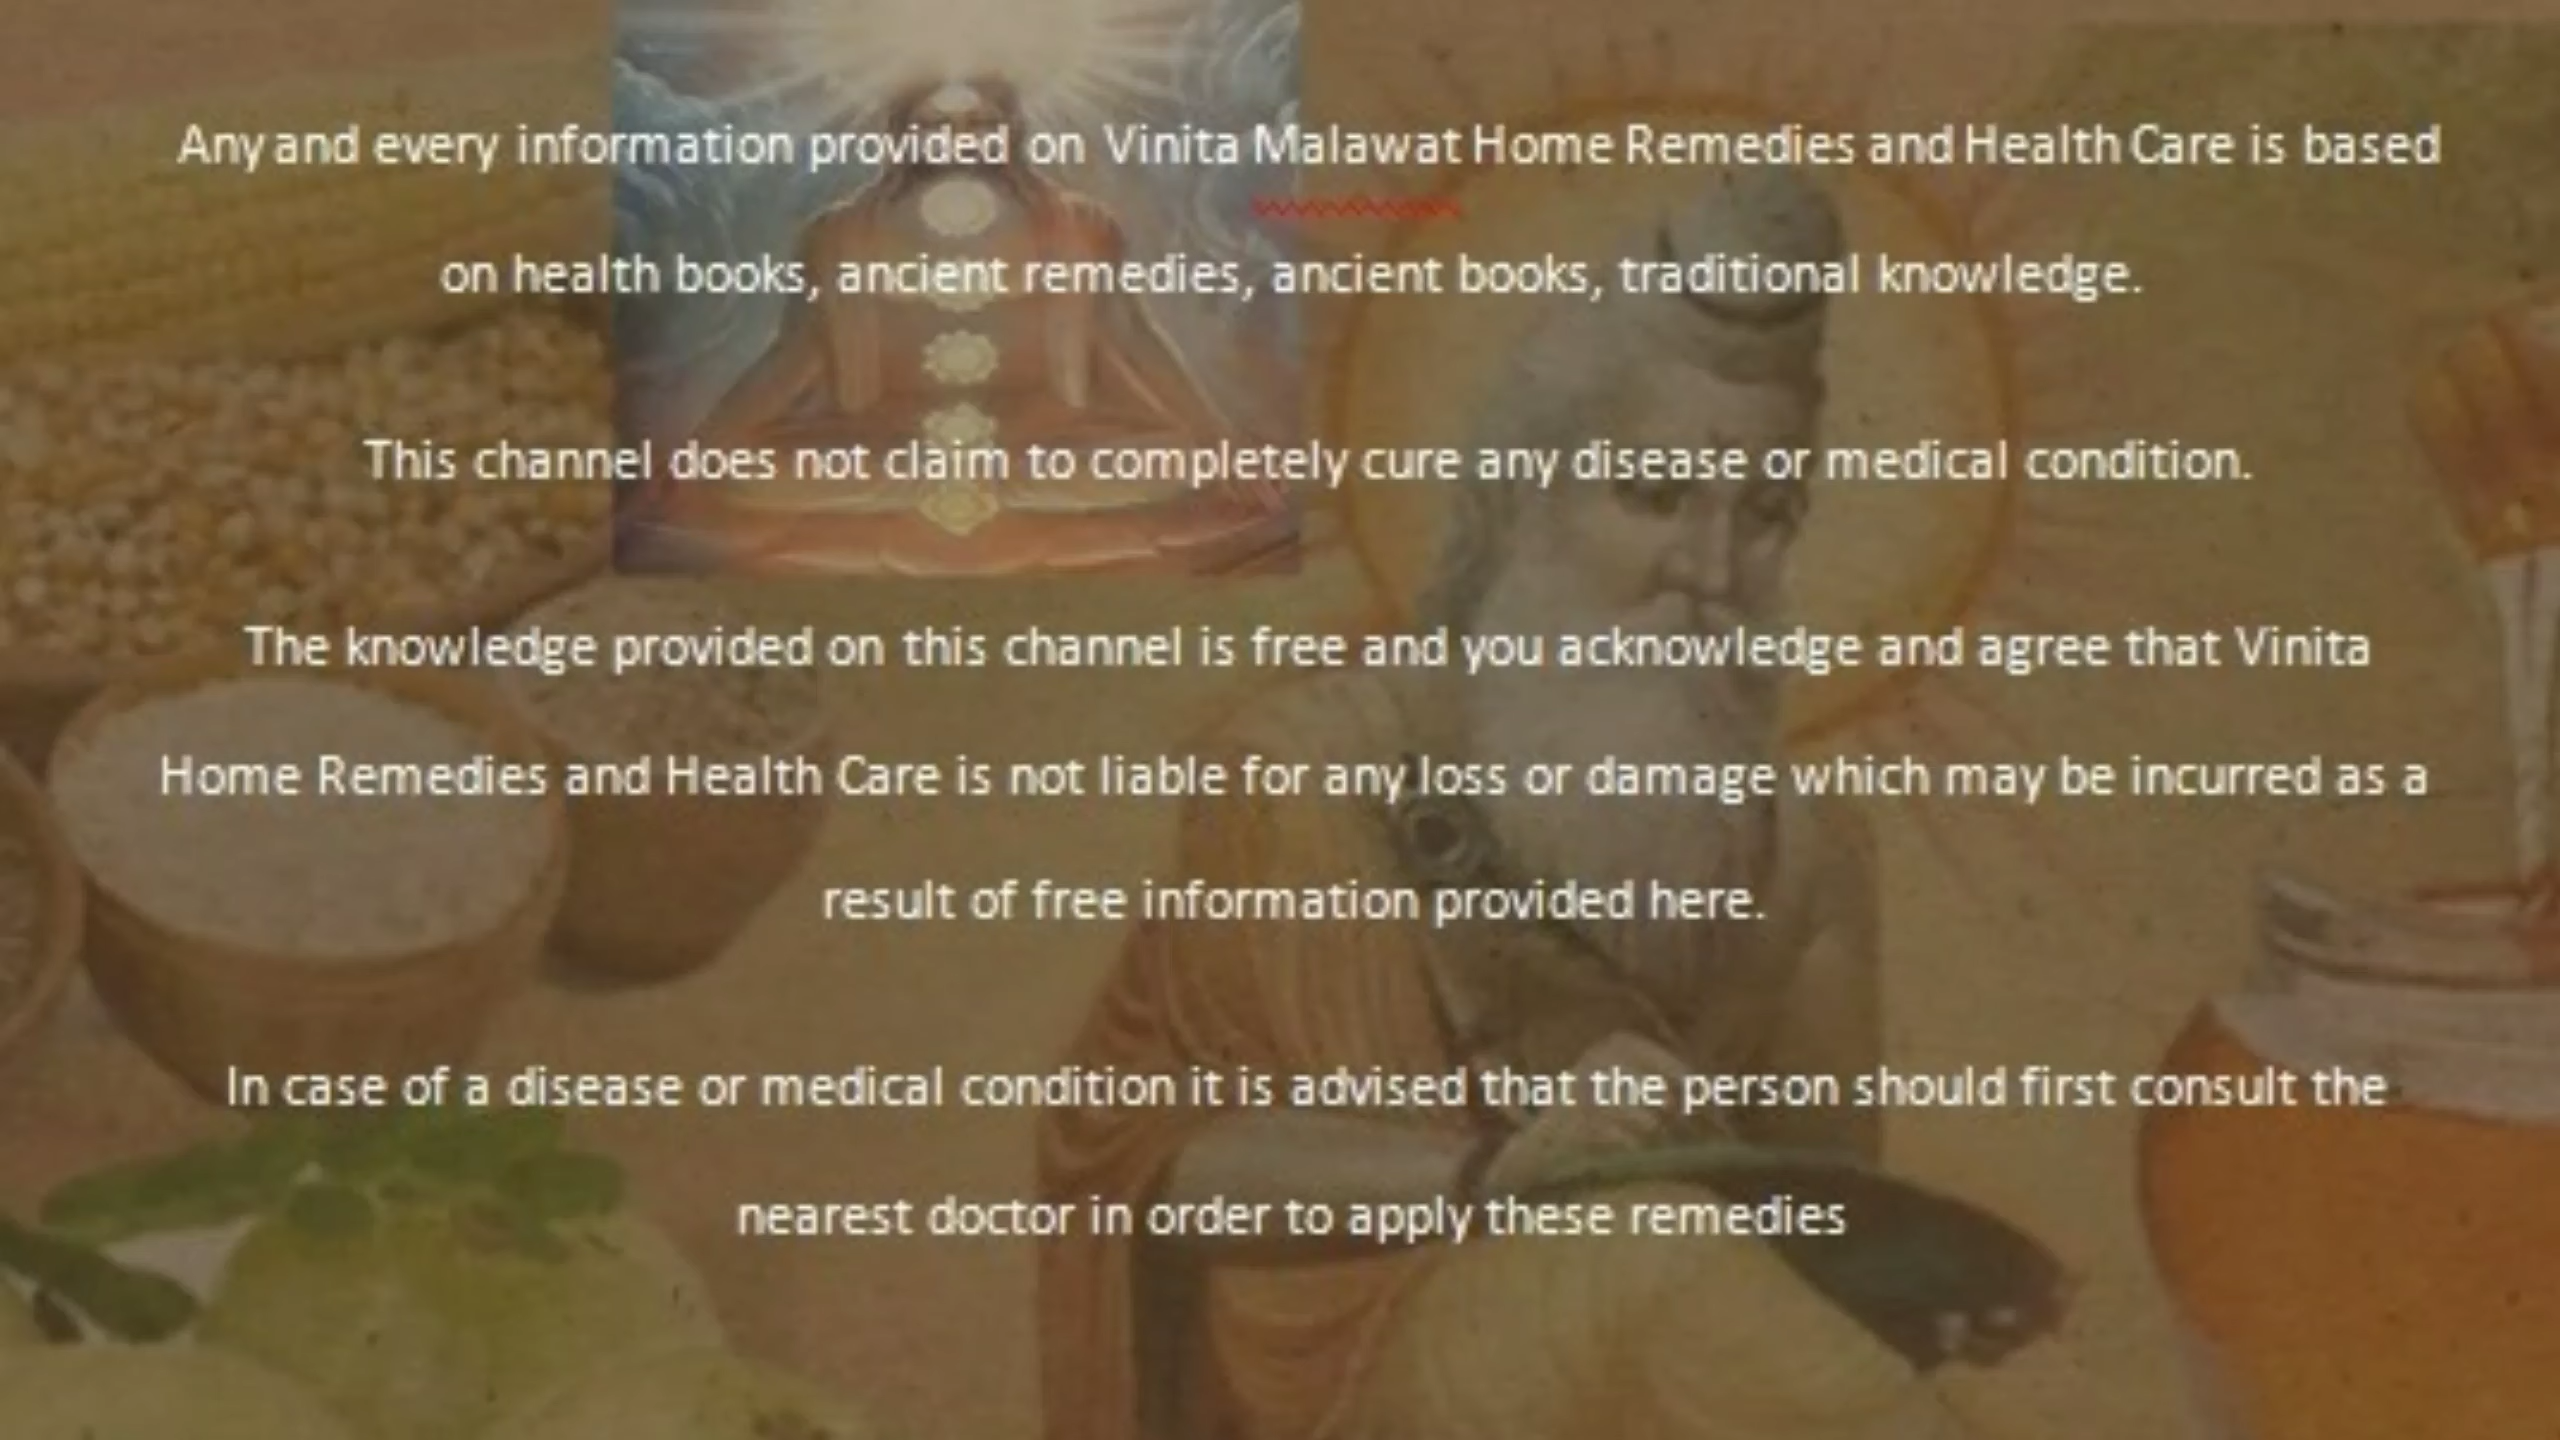 Any and every information provided on Vinita Malawat Home Remedies and Health Care is based
on health books, ancient remedies, ancient books, traditional knowledge.
This channel does not claim to completely cure any disease or medical condition.
The knowledge provided on this channel is free and you acknowledge and agree that Vinita
Home Remedies and Health Care is not liable for any loss or damage which may be incurred as a
result of free information provided here.
In case of a disease or medical condition it is advised that the person should first consult the
nearest doctor in order to apply these remedies